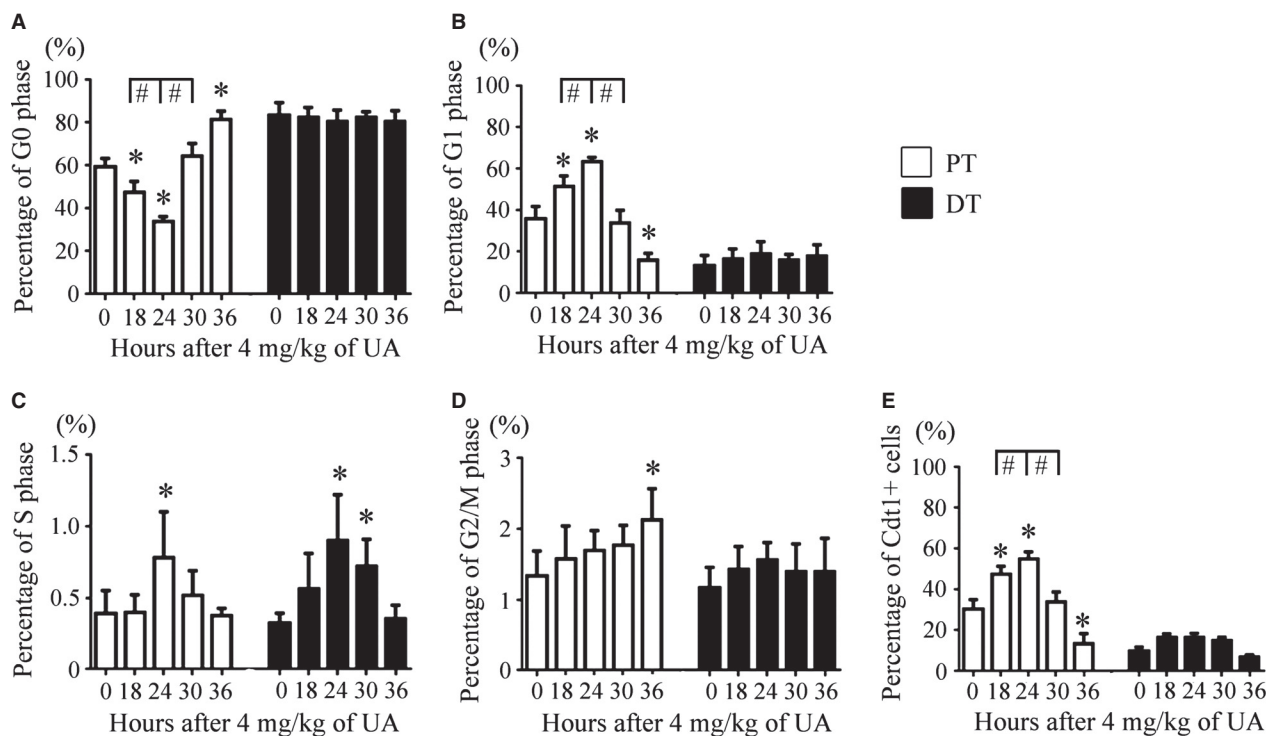 A
(%)
Percentage of G0 phase
100
80
60
40
20
0
# #
* * *
0 18 24 30 36 0 18 24 30 36
Hours after 4 mg/kg of UA
B
(%)
Percentage of G1 phase
100
80
60
40
20
0
# #
* * *
0 18 24 30 36 0 18 24 30 36
Hours after 4 mg/kg of UA
PT
DT
C
(%)
Percentage of S phase
1.5
1.0
0.5
0
* * *
0 18 24 30 36 0 18 24 30 36
Hours after 4 mg/kg of UA
D
(%)
Percentage of G2/M phase
3
2
1
0
*
0 18 24 30 36 0 18 24 30 36
Hours after 4 mg/kg of UA
E
(%)
Percentage of Cdt1+ cells
100
80
60
40
20
0
# #
* * *
0 18 24 30 36 0 18 24 30 36
Hours after 4 mg/kg of UA